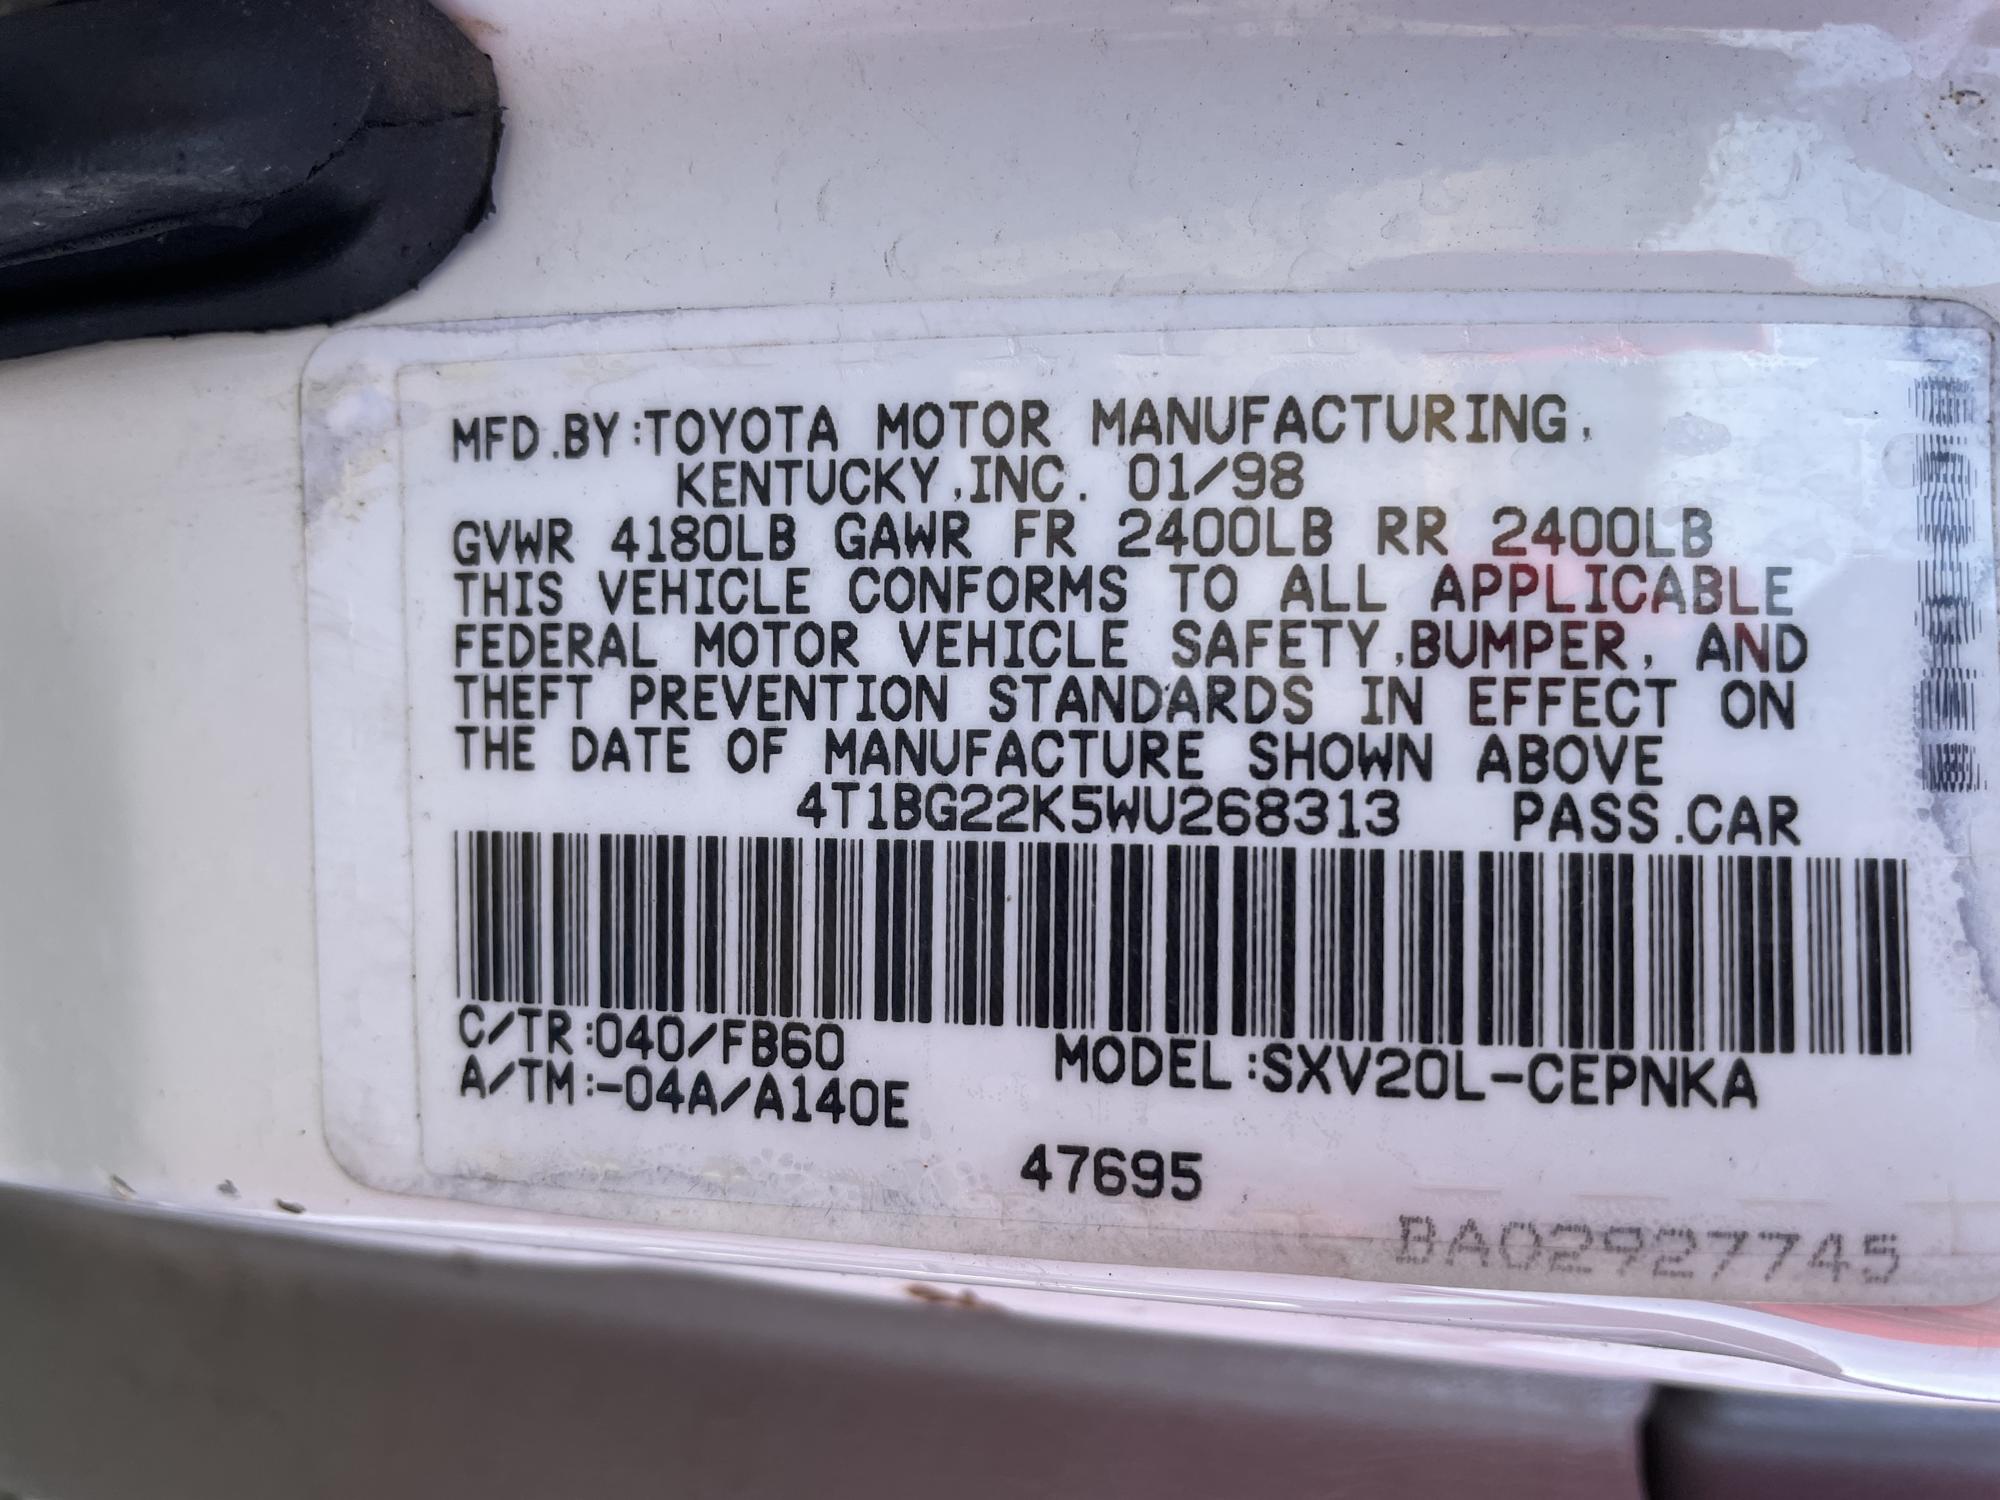 MFD.BY:TOYOTA MOTOR MANUFACTURING,
KENTUCKY,INC. 01/98
GVWR 4180LB GAWR FR 2400LB RR 2400LB
THIS VEHICLE CONFORMS TO ALL APPLICABLE
FEDERAL MOTOR VEHICLE SAFETY,BUMPER, AND
THEFT PREVENTION STANDARDS IN EFFECT ON
THE DATE OF MANUFACTURE SHOWN ABOVE
4T1BG22K5WU268313 PASS.CAR
C/TR:040/FB60
A/TM:-04A/A140E
MODEL:SXV20L-CEPNKA
47695
BA02927745